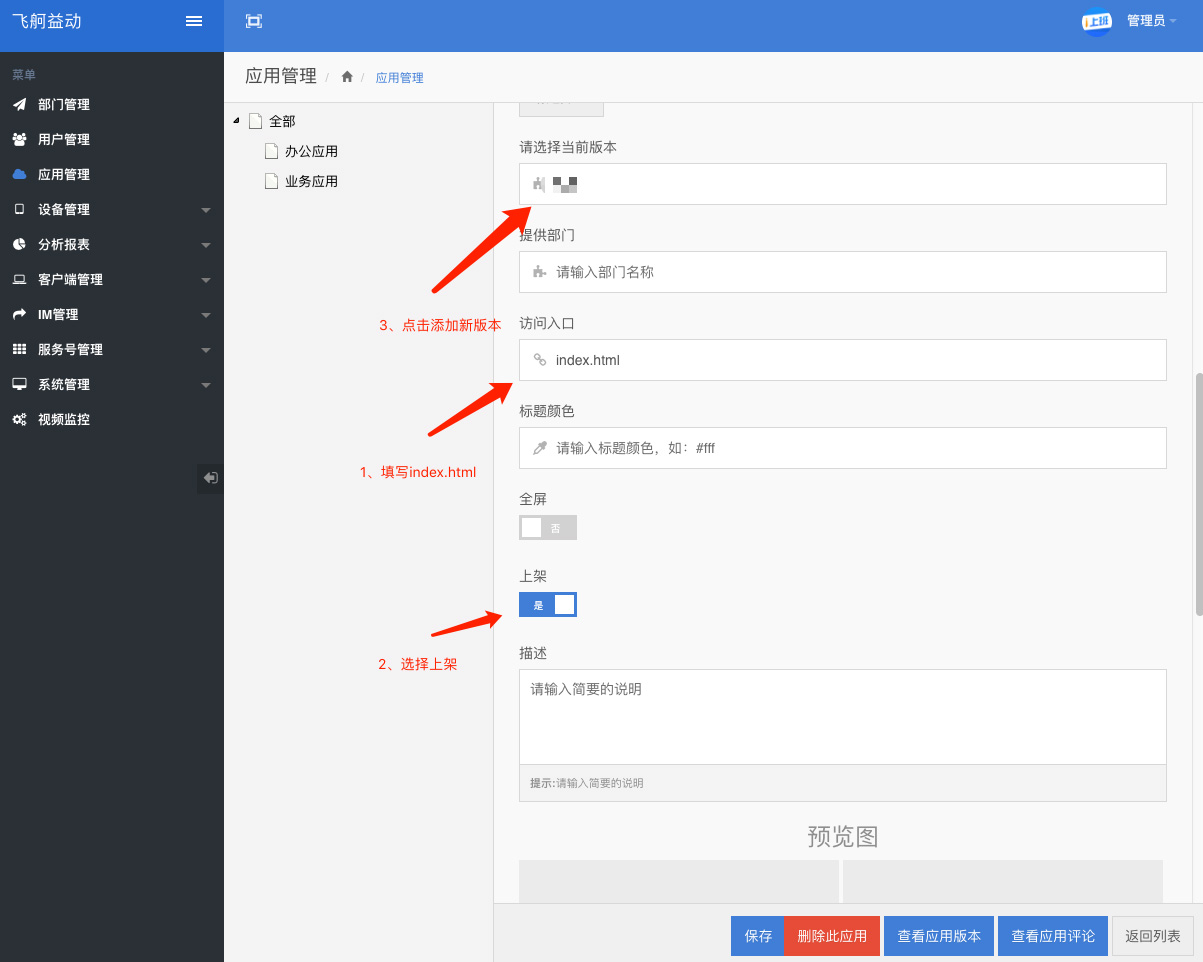 飞舸益动
i上班
管理员
菜单
部门管理
用户管理
应用管理
设备管理
分析报表
客户端管理
IM管理
服务号管理
系统管理
视频监控
应用管理 / / 应用管理
全部
办公应用
业务应用
请选择当前版本
3、点击添加新版本
提供部门
请输入部门名称
访问入口
index.html
1、填写index.html
标题颜色
请输入标题颜色，如：#fff
全屏
否
上架
是
2、选择上架
描述
请输入简要的说明
提示:请输入简要的说明
预览图
保存
删除此应用
查看应用版本
查看应用评论
返回列表